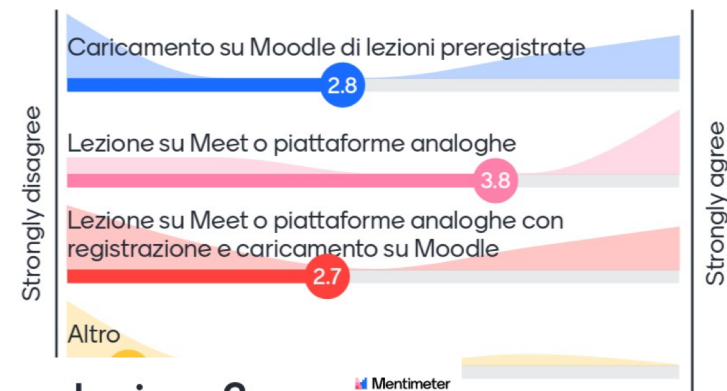 Strongly disagree
Caricamento su Moodle di lezioni preregistrate
2.8
Lezione su Meet o piattaforme analoghe
3.8
Lezione su Meet o piattaforme analoghe con
registrazione e caricamento su Moodle
2.7
Altro
Strongly agree
Mentimeter